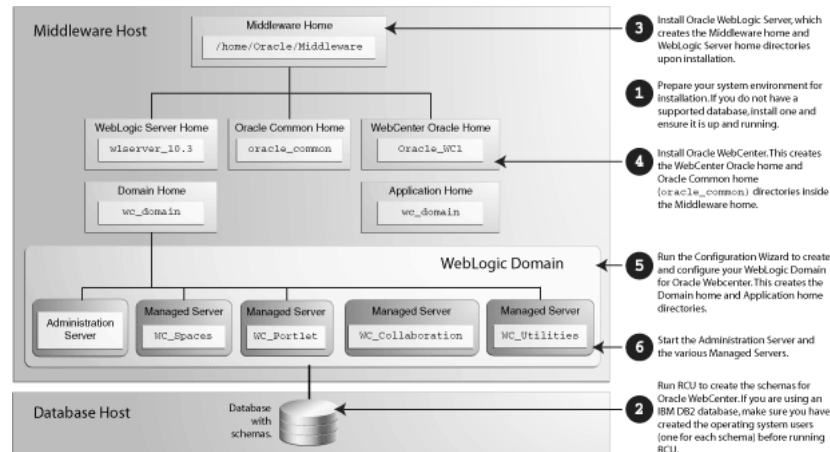 Middleware Host
Middleware Home
/home/Oracle/Middleware
WebLogic Server Home
wlserver_10.3
Oracle Common Home
oracle_common
WebCenter Oracle Home
Oracle_WC1
Domain Home
wc_domain
Application Home
wc_domain
WebLogic Domain
Administration
Server
Managed Server
WC_Spaces
Managed Server
WC_Portlet
Managed Server
WC_Collaboration
Managed Server
WC_Utilities
Database Host
Database
with
schemas.
3
Install Oracle WebLogic Server, which
creates the Middleware home and
WebLogic Server home directories
upon installation.
1
Prepare your system environment for
installation. If you do not have a
supported database, install one and
ensure it is up and running.
4
Install Oracle WebCenter. This creates
the WebCenter Oracle home and
Oracle Common home
(oracle_common) directories inside
the Middleware home.
5
Run the Configuration Wizard to create
and configure your WebLogic Domain
for Oracle Webcenter. This creates the
Domain home and Application home
directories.
6
Start the Administration Server and
the various Managed Servers.
2
Run RCU to create the schemas for
Oracle WebCenter. If you are using an
IBM DB2 database, make sure you have
created the operating system users
(one for each schema) before running
RCU.